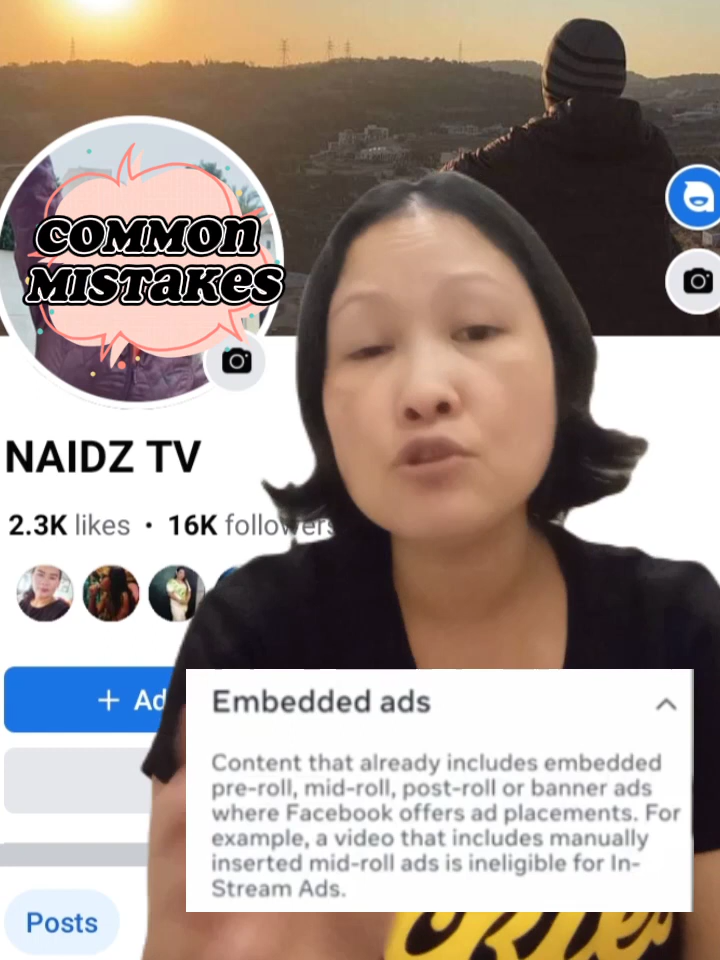 COMMON
MISTAKES
NAIDZ TV
2.3K likes • 16K followers
+ Ad
Embedded ads
Content that already includes embedded
pre-roll, mid-roll, post-roll or banner ads
where Facebook offers ad placements. For
example, a video that includes manually
inserted mid-roll ads is ineligible for In-
Stream Ads.
Posts